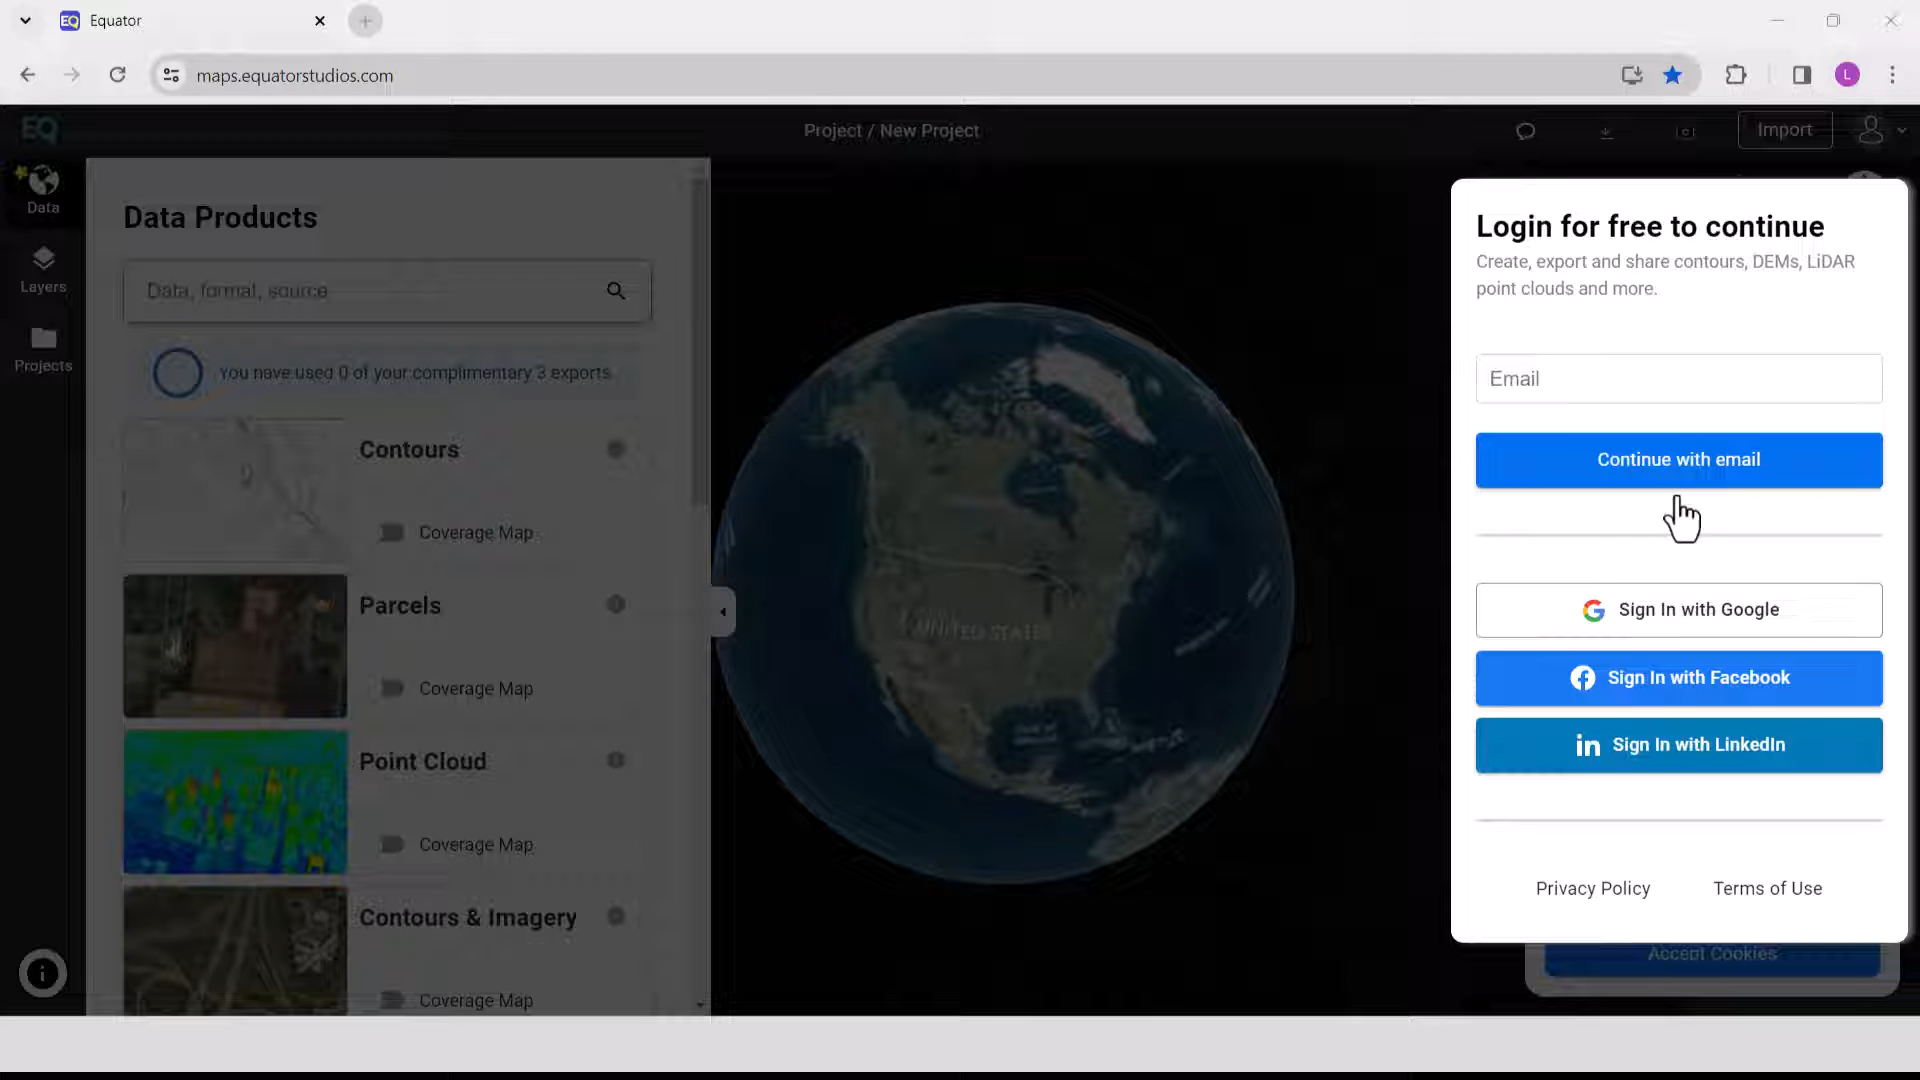 Equator
maps.equatorstudios.com
L
EQ
Project / New Project
Import
Data
Layers
Projects
Data Products
Data, format, source
You have used 0 of your complimentary 3 exports
Contours
Coverage Map
Parcels
Coverage Map
Point Cloud
Coverage Map
Contours & Imagery
Coverage Map
UNITED STATES
Login for free to continue
Create, export and share contours, DEMs, LiDAR
point clouds and more.
Email
Continue with email
Sign In with Google
Sign In with Facebook
in Sign In with LinkedIn
Privacy Policy
Terms of Use
Accept Cookies